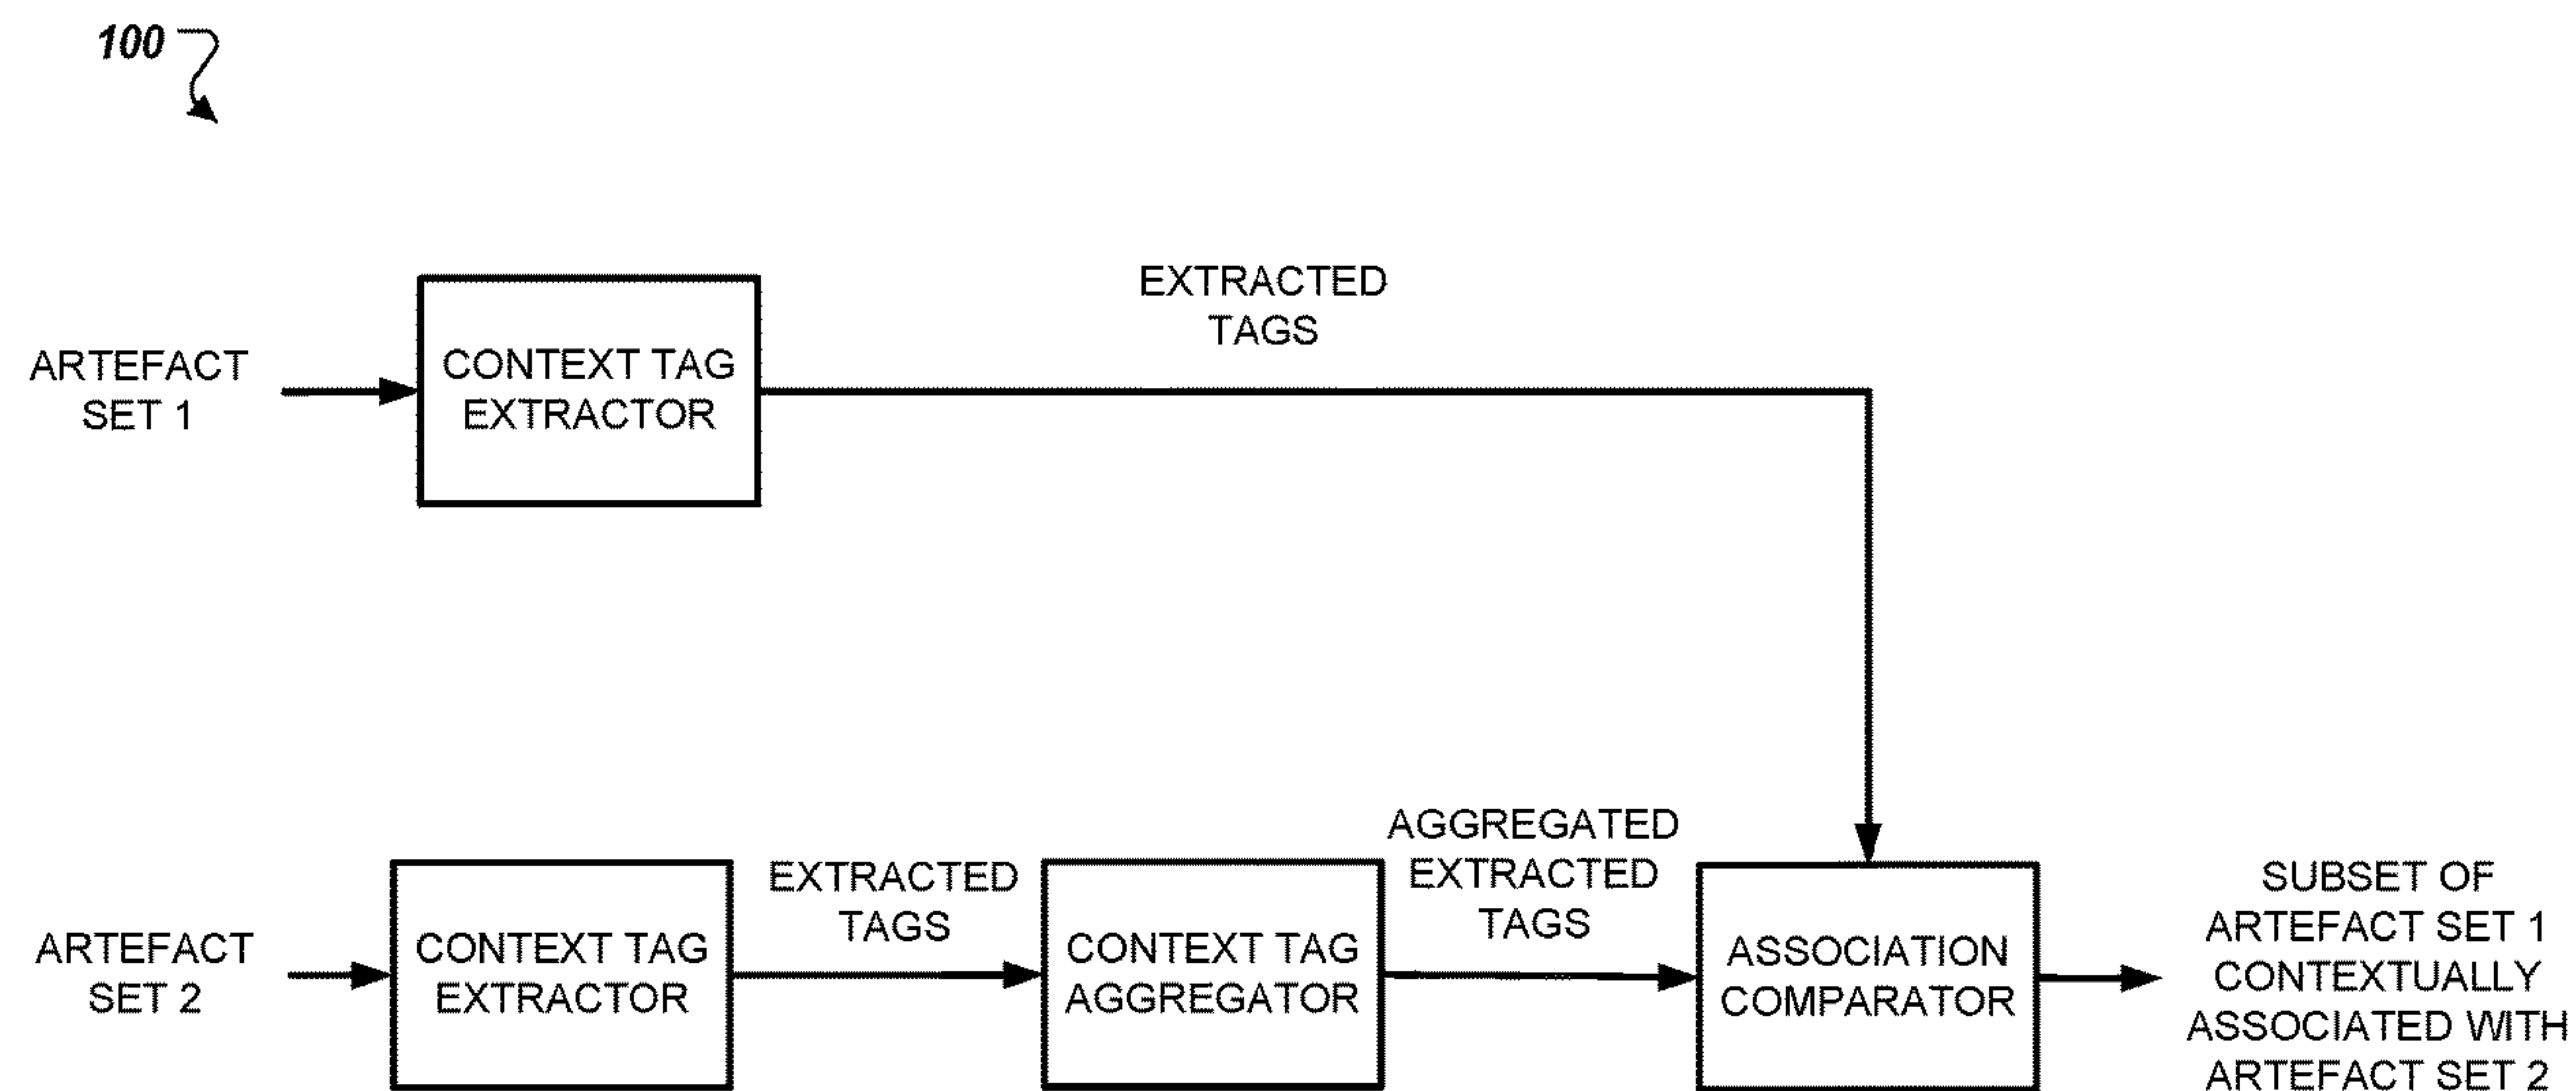 100
EXTRACTED
TAGS
ARTEFACT
SET 1
CONTEXT TAG
EXTRACTOR
ARTEFACT
SET 2
CONTEXT TAG
EXTRACTOR
EXTRACTED
TAGS
CONTEXT TAG
AGGREGATOR
AGGREGATED
EXTRACTED
TAGS
ASSOCIATION
COMPARATOR
SUBSET OF
ARTEFACT SET 1
CONTEXTUALLY
ASSOCIATED WITH
ARTEFACT SET 2